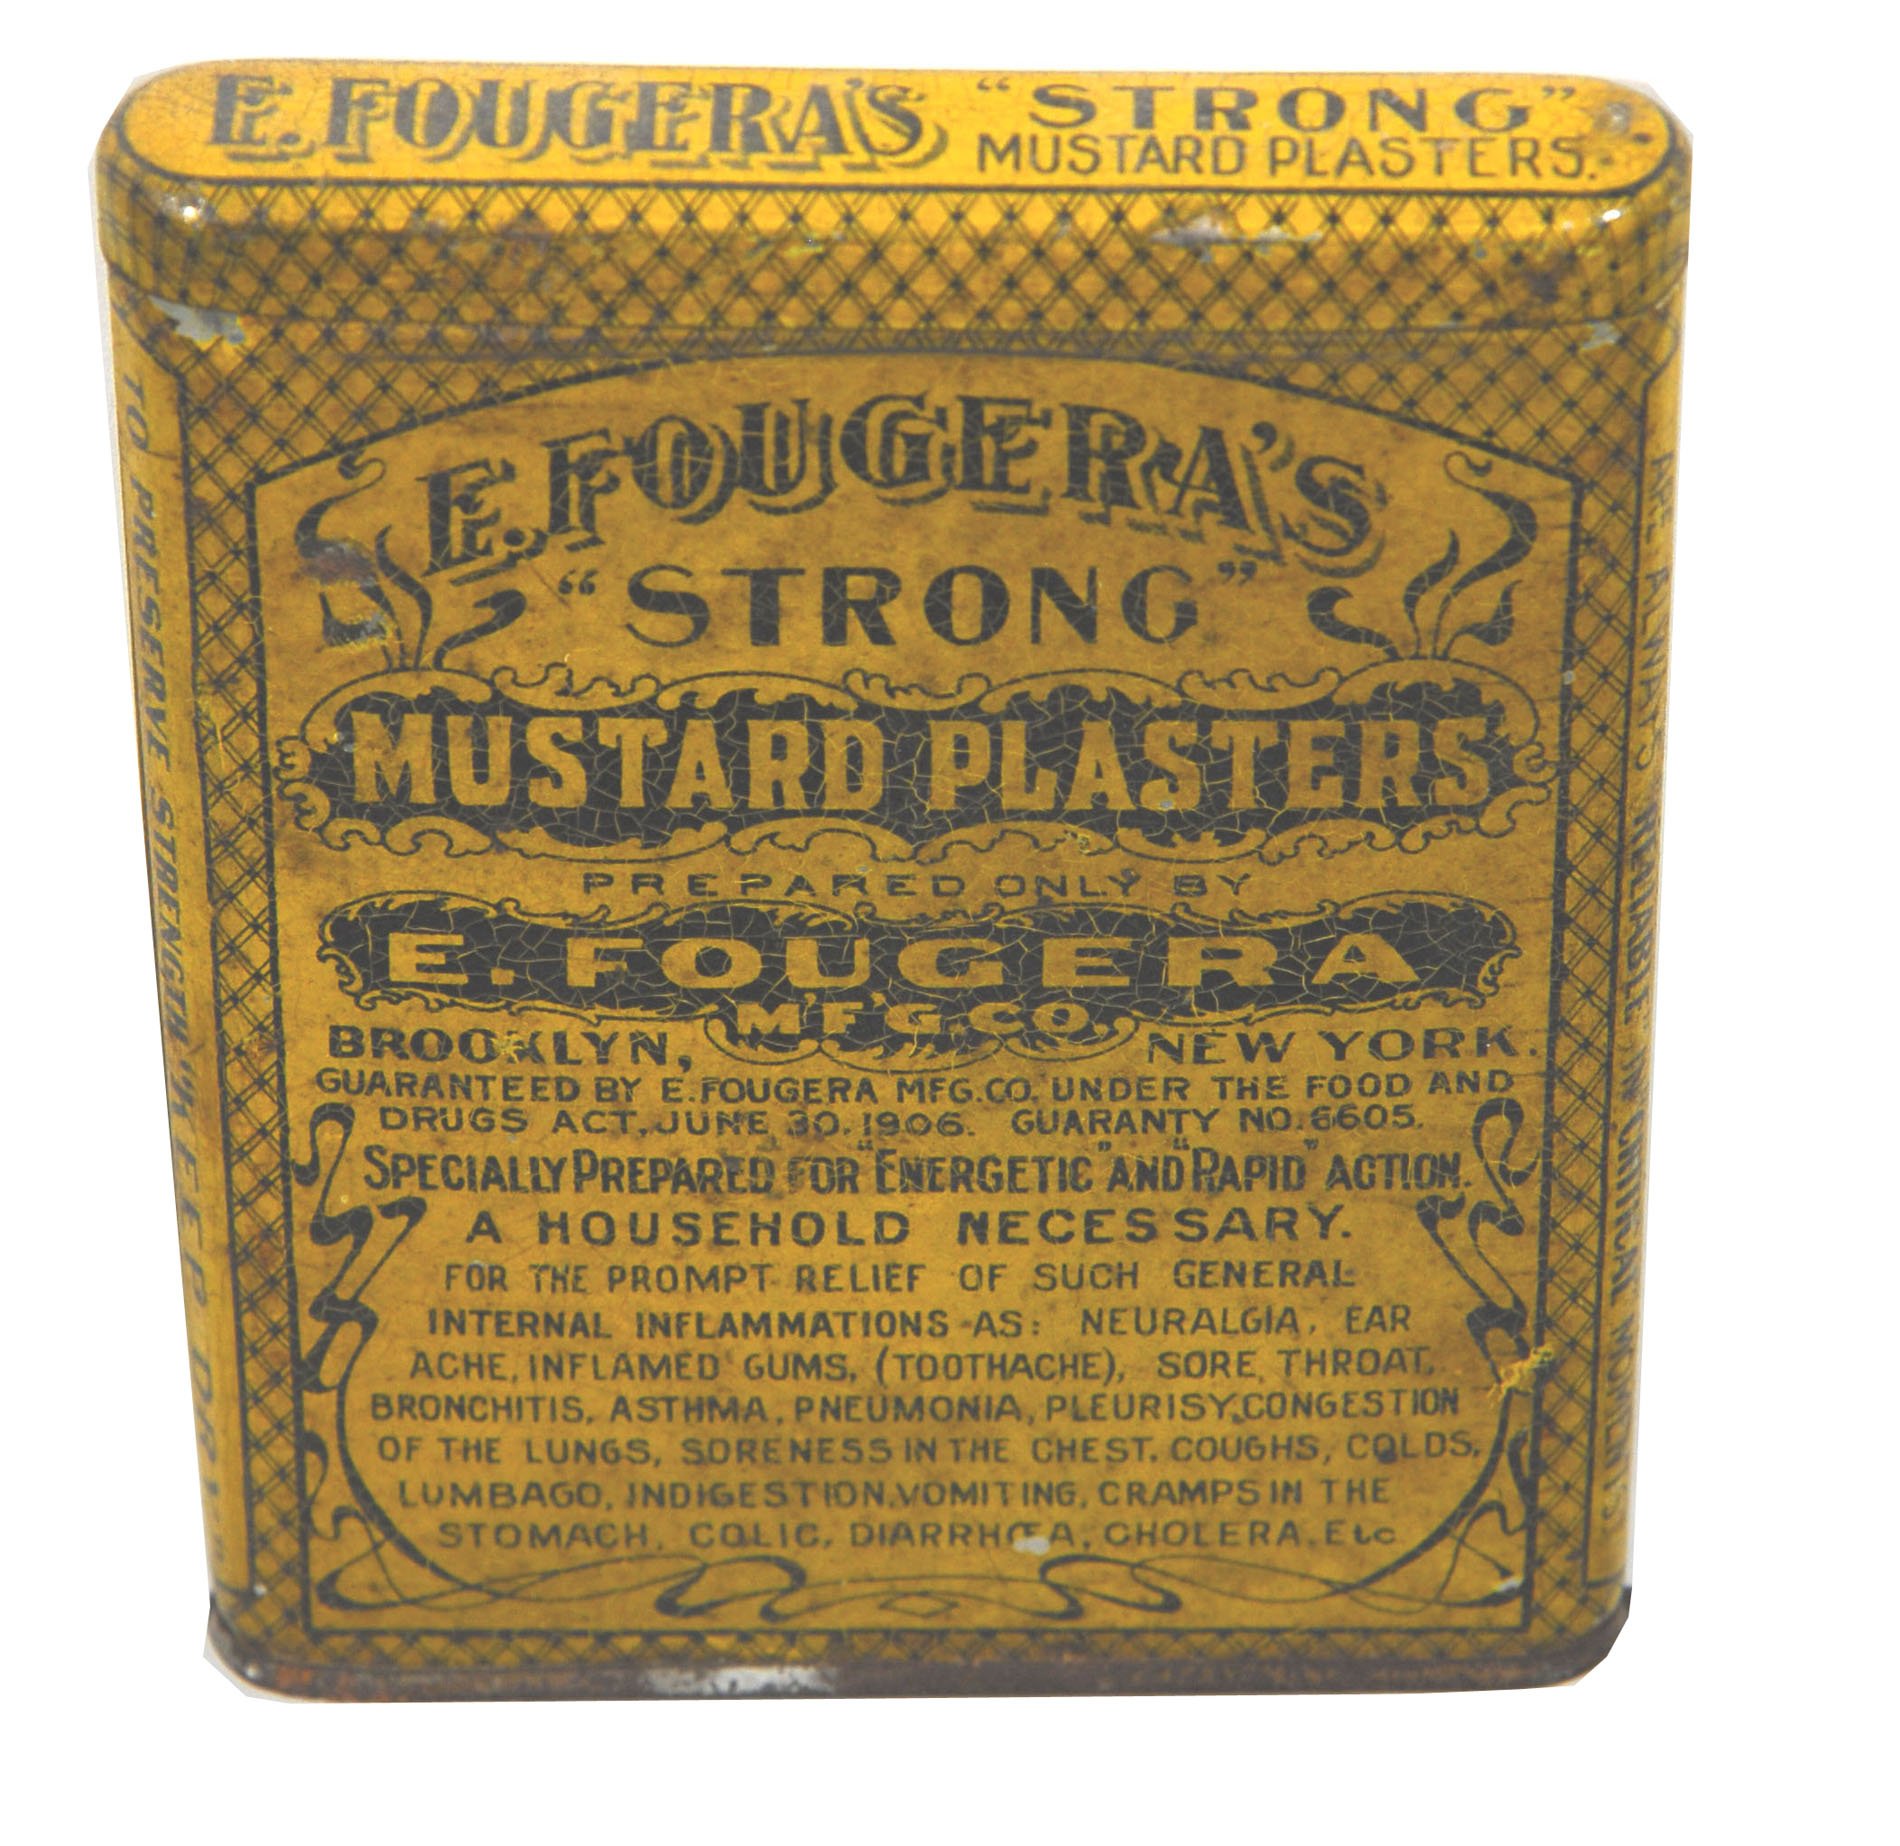 E. FOUGERA'S "STRONG"
MUSTARD PLASTERS.
E. FOUGERA'S
"STRONG"
MUSTARD PLASTERS
PREPARED ONLY BY
E. FOUGERA
M'F'G. CO.
BROOKLYN, NEW YORK.
GUARANTEED BY E. FOUGERA MFG. CO. UNDER THE FOOD AND
DRUGS ACT, JUNE 30, 1906. GUARANTY NO. 6605.
SPECIALLY PREPARED FOR "ENERGETIC" AND "RAPID" ACTION.
A HOUSEHOLD NECESSARY.
FOR THE PROMPT RELIEF OF SUCH GENERAL
INTERNAL INFLAMMATIONS AS: NEURALGIA, EAR
ACHE, INFLAMED GUMS, (TOOTHACHE), SORE THROAT,
BRONCHITIS, ASTHMA, PNEUMONIA, PLEURISY, CONGESTION
OF THE LUNGS, SORENESS IN THE CHEST, COUGHS, COLDS,
LUMBAGO, INDIGESTION, VOMITING, CRAMPS IN THE
STOMACH, COLIC, DIARRHŒA, CHOLERA, Etc
TO PRESERVE STRENGTH KEEP DRY
ARE ALWAYS RELIABLE IN CRITICAL MOMENTS